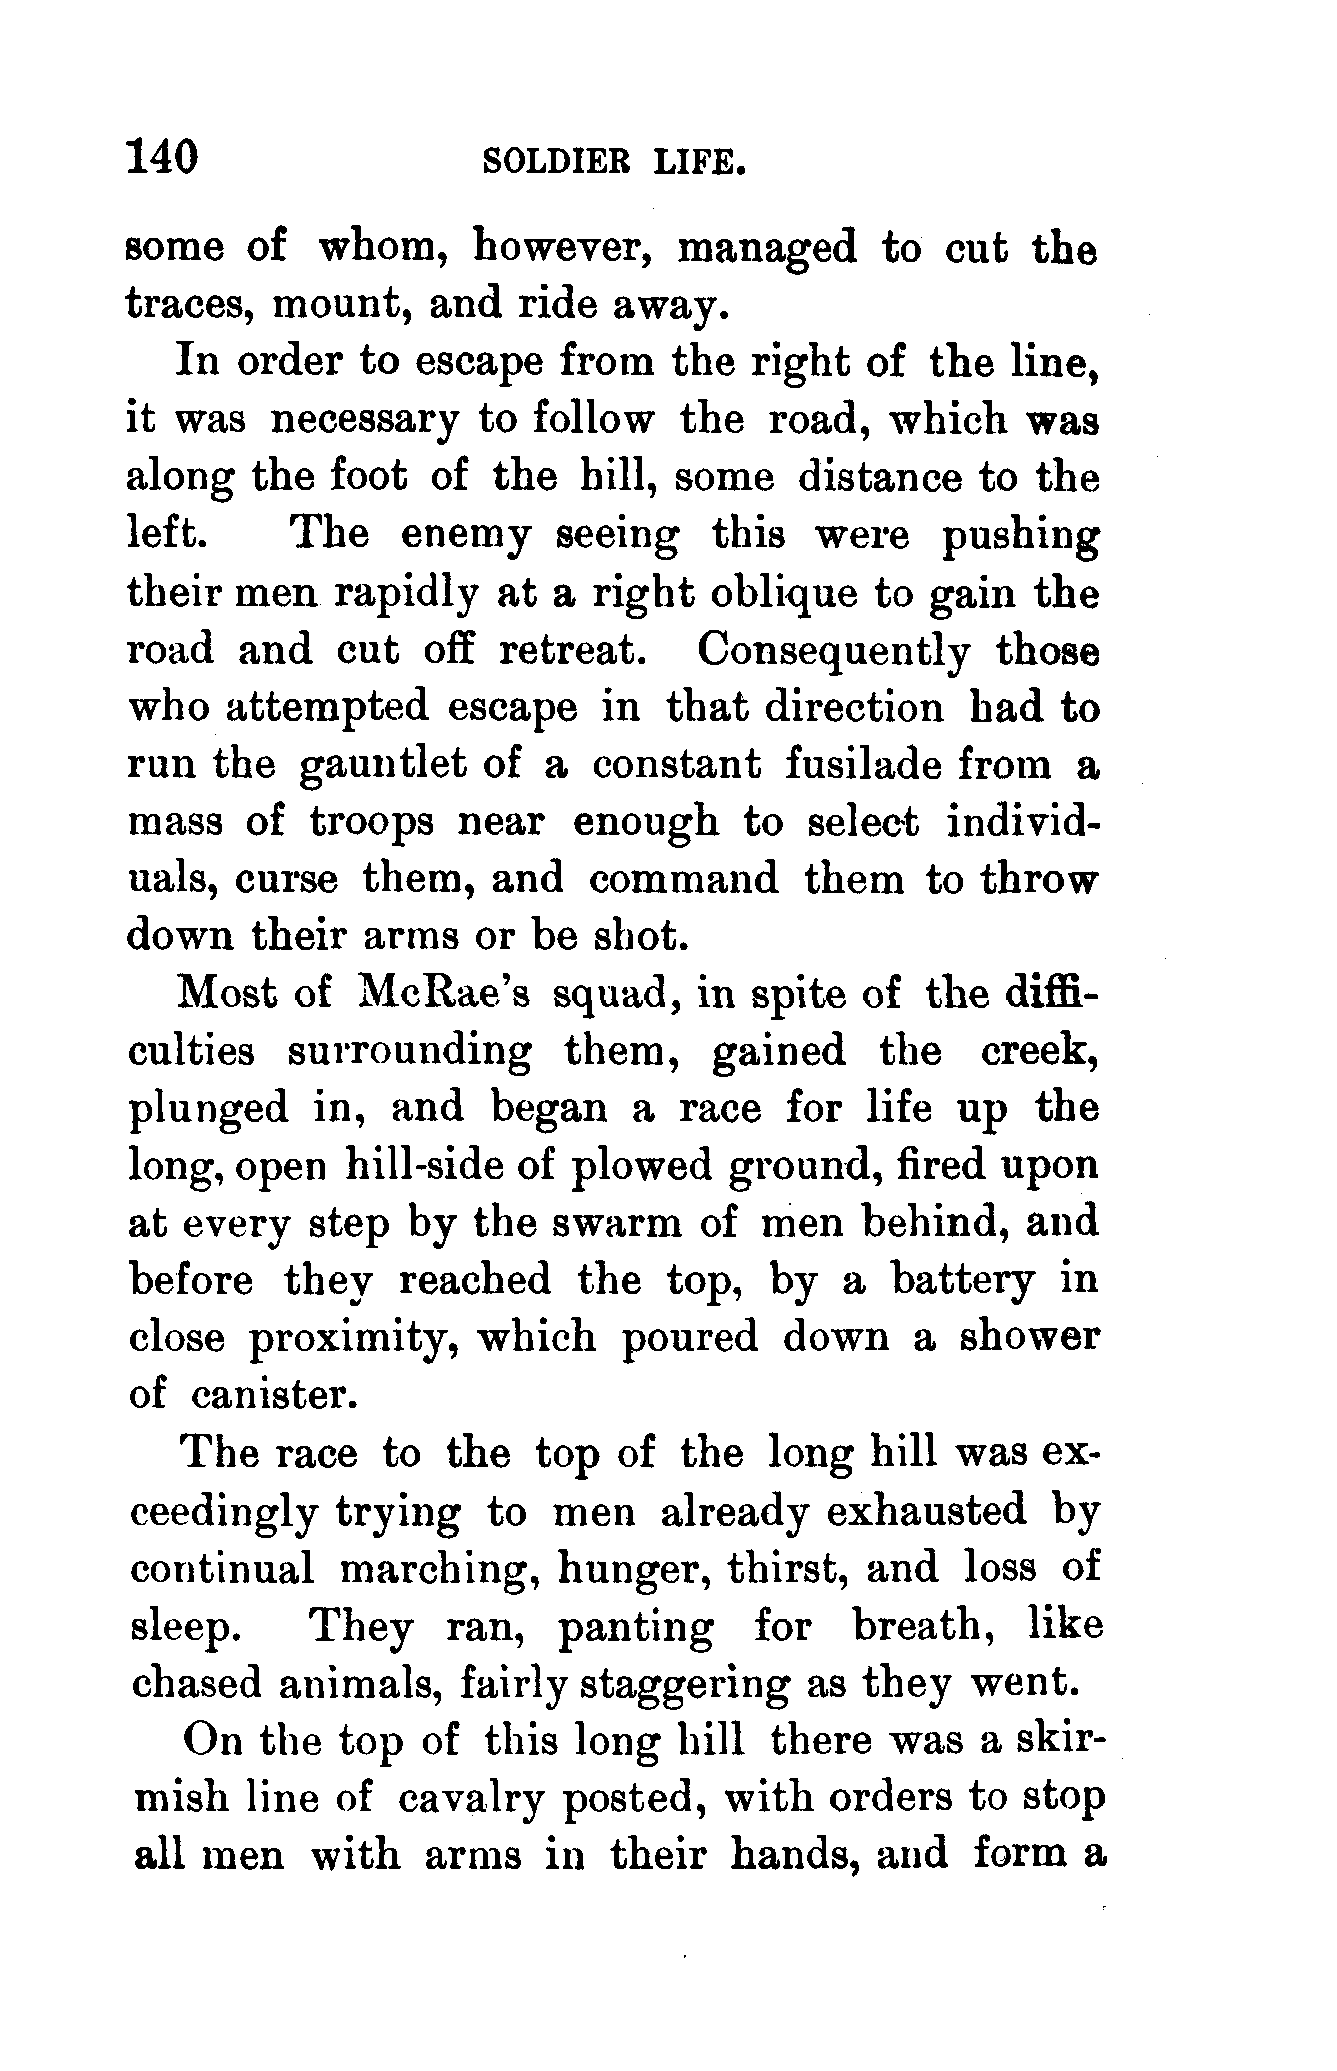 140 SOLDIER LIFE.
some of whom, however, managed to cut the
traces, mount, and ride away.
In order to escape from the right of the line,
it was necessary to follow the road, which was
along the foot of the hill, some distance to the
left. The enemy seeing this were pushing
their men rapidly at a right oblique to gain the
road and cut off retreat. Consequently those
who attempted escape in that direction had to
run the gauntlet of a constant fusilade from a
mass of troops near enough to select individ-
uals, curse them, and command them to throw
down their arms or be shot.
Most of McRae's squad, in spite of the diffi-
culties surrounding them, gained the creek,
plunged in, and began a race for life up the
long, open hill-side of plowed ground, fired upon
at every step by the swarm of men behind, and
before they reached the top, by a battery in
close proximity, which poured down a shower
of canister.
The race to the top of the long hill was ex-
ceedingly trying to men already exhausted by
continual marching, hunger, thirst, and loss of
sleep. They ran, panting for breath, like
chased animals, fairly staggering as they went.
On the top of this long hill there was a skir-
mish line of cavalry posted, with orders to stop
all men with arms in their hands, and form a